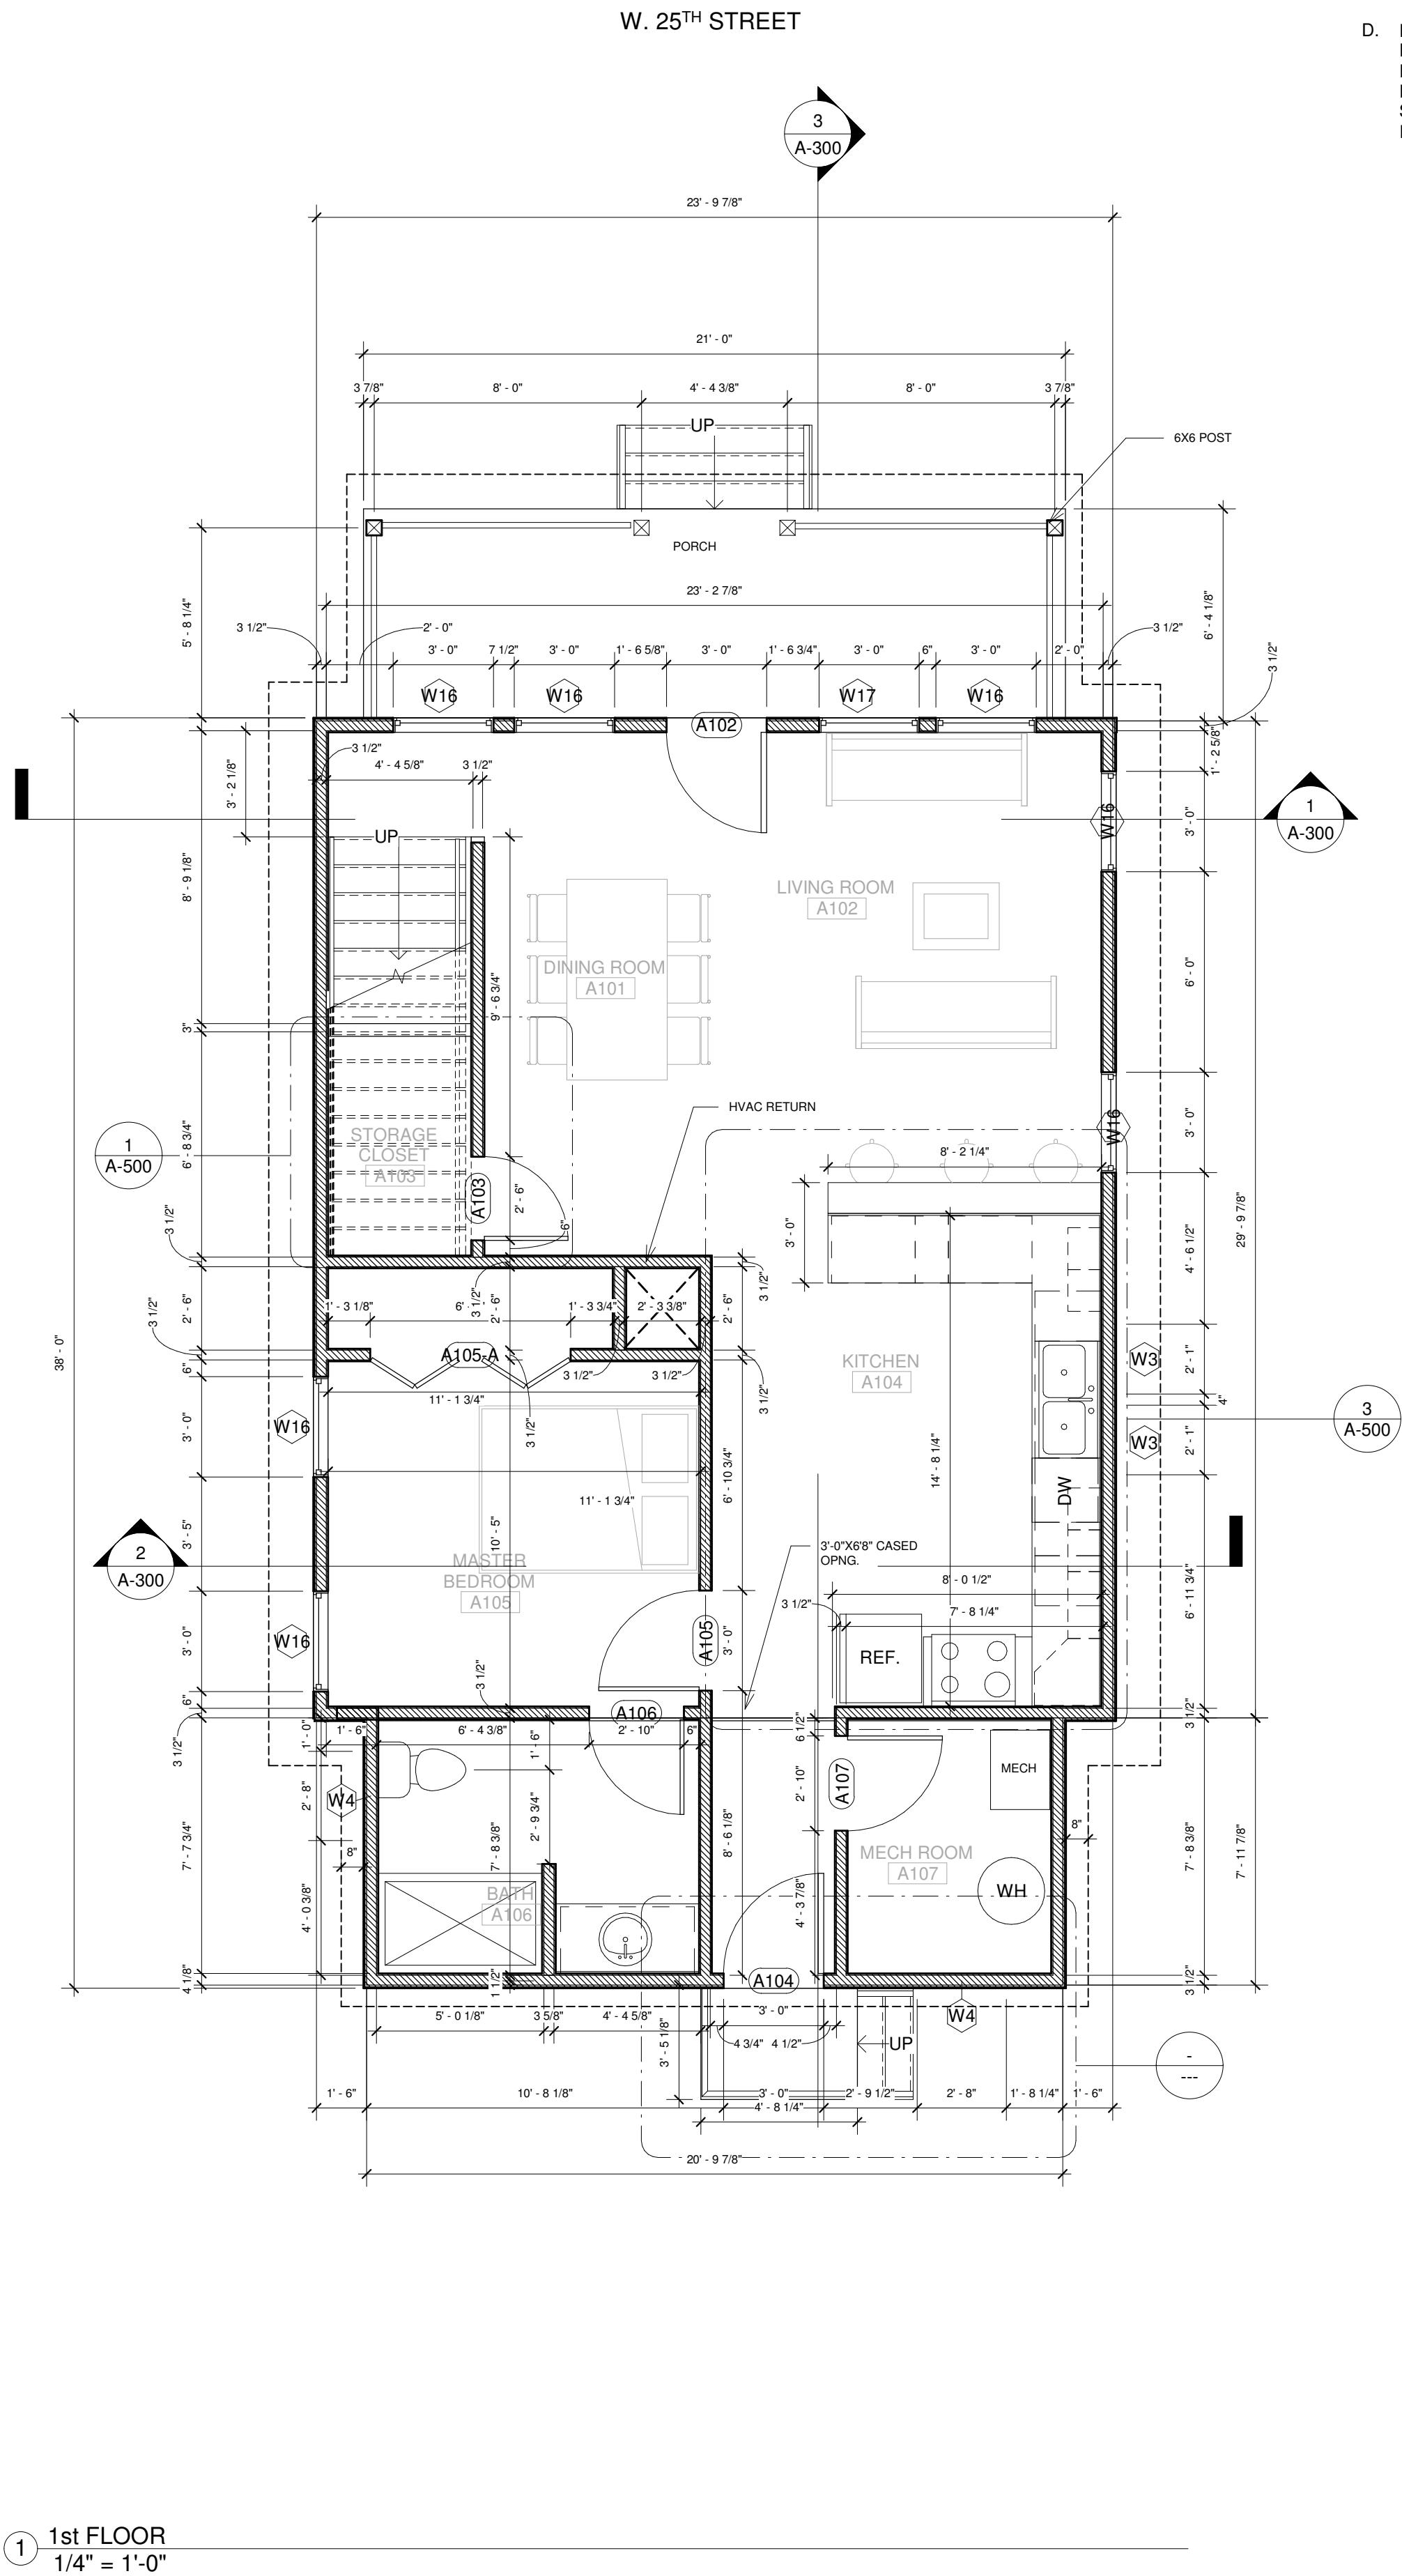 W. 25TH STREET
D.
3
A-300
23' - 9 7/8"
21' - 0"
3 7/8"
8' - 0"
4' - 4 3/8"
8' - 0"
3 7/8"
UP
6X6 POST
PORCH
23' - 2 7/8"
5' - 8 1/4"
6' - 4 1/8"
3 1/2"
2' - 0"
3 1/2"
3 1/2"
3' - 0"
7 1/2"
3' - 0"
1' - 6 5/8"
3' - 0"
1' - 6 3/4"
3' - 0"
6"
3' - 0"
2' - 0"
W16
W16
A102
W17
W16
3 1/2"
4' - 4 5/8"
3 1/2"
3' - 2 1/8"
1' - 2 5/8"
UP
W16
3' - 0"
1
A-300
8' - 9 1/8"
LIVING ROOM
A102
DINING ROOM
A101
9' - 6 3/4"
6' - 0"
3"
HVAC RETURN
W16
3' - 0"
1
A-500
6' - 8 3/4"
STORAGE
CLOSET
A103
8' - 2 1/4"
A103
2' - 6"
6"
3' - 0"
3 1/2"
4' - 6 1/2"
29' - 9 7/8"
3 1/2"
2' - 6"
1' - 3 1/8"
6' -
3 1/2"
2' - 6"
1' - 3 3/4"
2' - 3 3/8"
2' - 6"
3 1/2"
38' - 0"
6"
A105-A
3 1/2"
3 1/2"
3 1/2"
3 1/2"
11' - 1 3/4"
KITCHEN
A104
W3
2' - 1"
4"
W16
3' - 0"
W3
2' - 1"
3
A-500
6' - 10 3/4"
14' - 8 1/4"
11' - 1 3/4"
DW
3' - 5"
10' - 5"
2
A-300
MASTER
BEDROOM
A105
3'-0"X6'8" CASED
OPNG.
8' - 0 1/2"
3 1/2"
7' - 8 1/4"
6' - 11 3/4"
W16
3' - 0"
A105
3' - 0"
REF.
3 1/2"
6"
A106
3 1/2"
3 1/2"
1' - 0"
1' - 6"
6' - 4 3/8"
1' - 6"
2' - 10"
6"
6 1/2"
2' - 8"
W4
2' - 10"
A107
MECH
8"
7' - 7 3/4"
8"
2' - 9 3/4"
7' - 8 3/8"
8' - 6 1/8"
MECH ROOM
A107
7' - 8 3/8"
7' - 11 7/8"
4' - 0 3/8"
BATH
A106
4' - 3 7/8"
WH
4 1/8"
1 1/2"
A104
3 1/2"
5' - 0 1/8"
3 5/8"
4' - 4 5/8"
3' - 0"
W4
3' - 5 1/8"
4 3/4"
4 1/2"
UP
-
---
1' - 6"
10' - 8 1/8"
3' - 0"
2' - 9 1/2"
2' - 8"
1' - 8 1/4"
1' - 6"
4' - 8 1/4"
20' - 9 7/8"
1
1st FLOOR
1/4" = 1'-0"